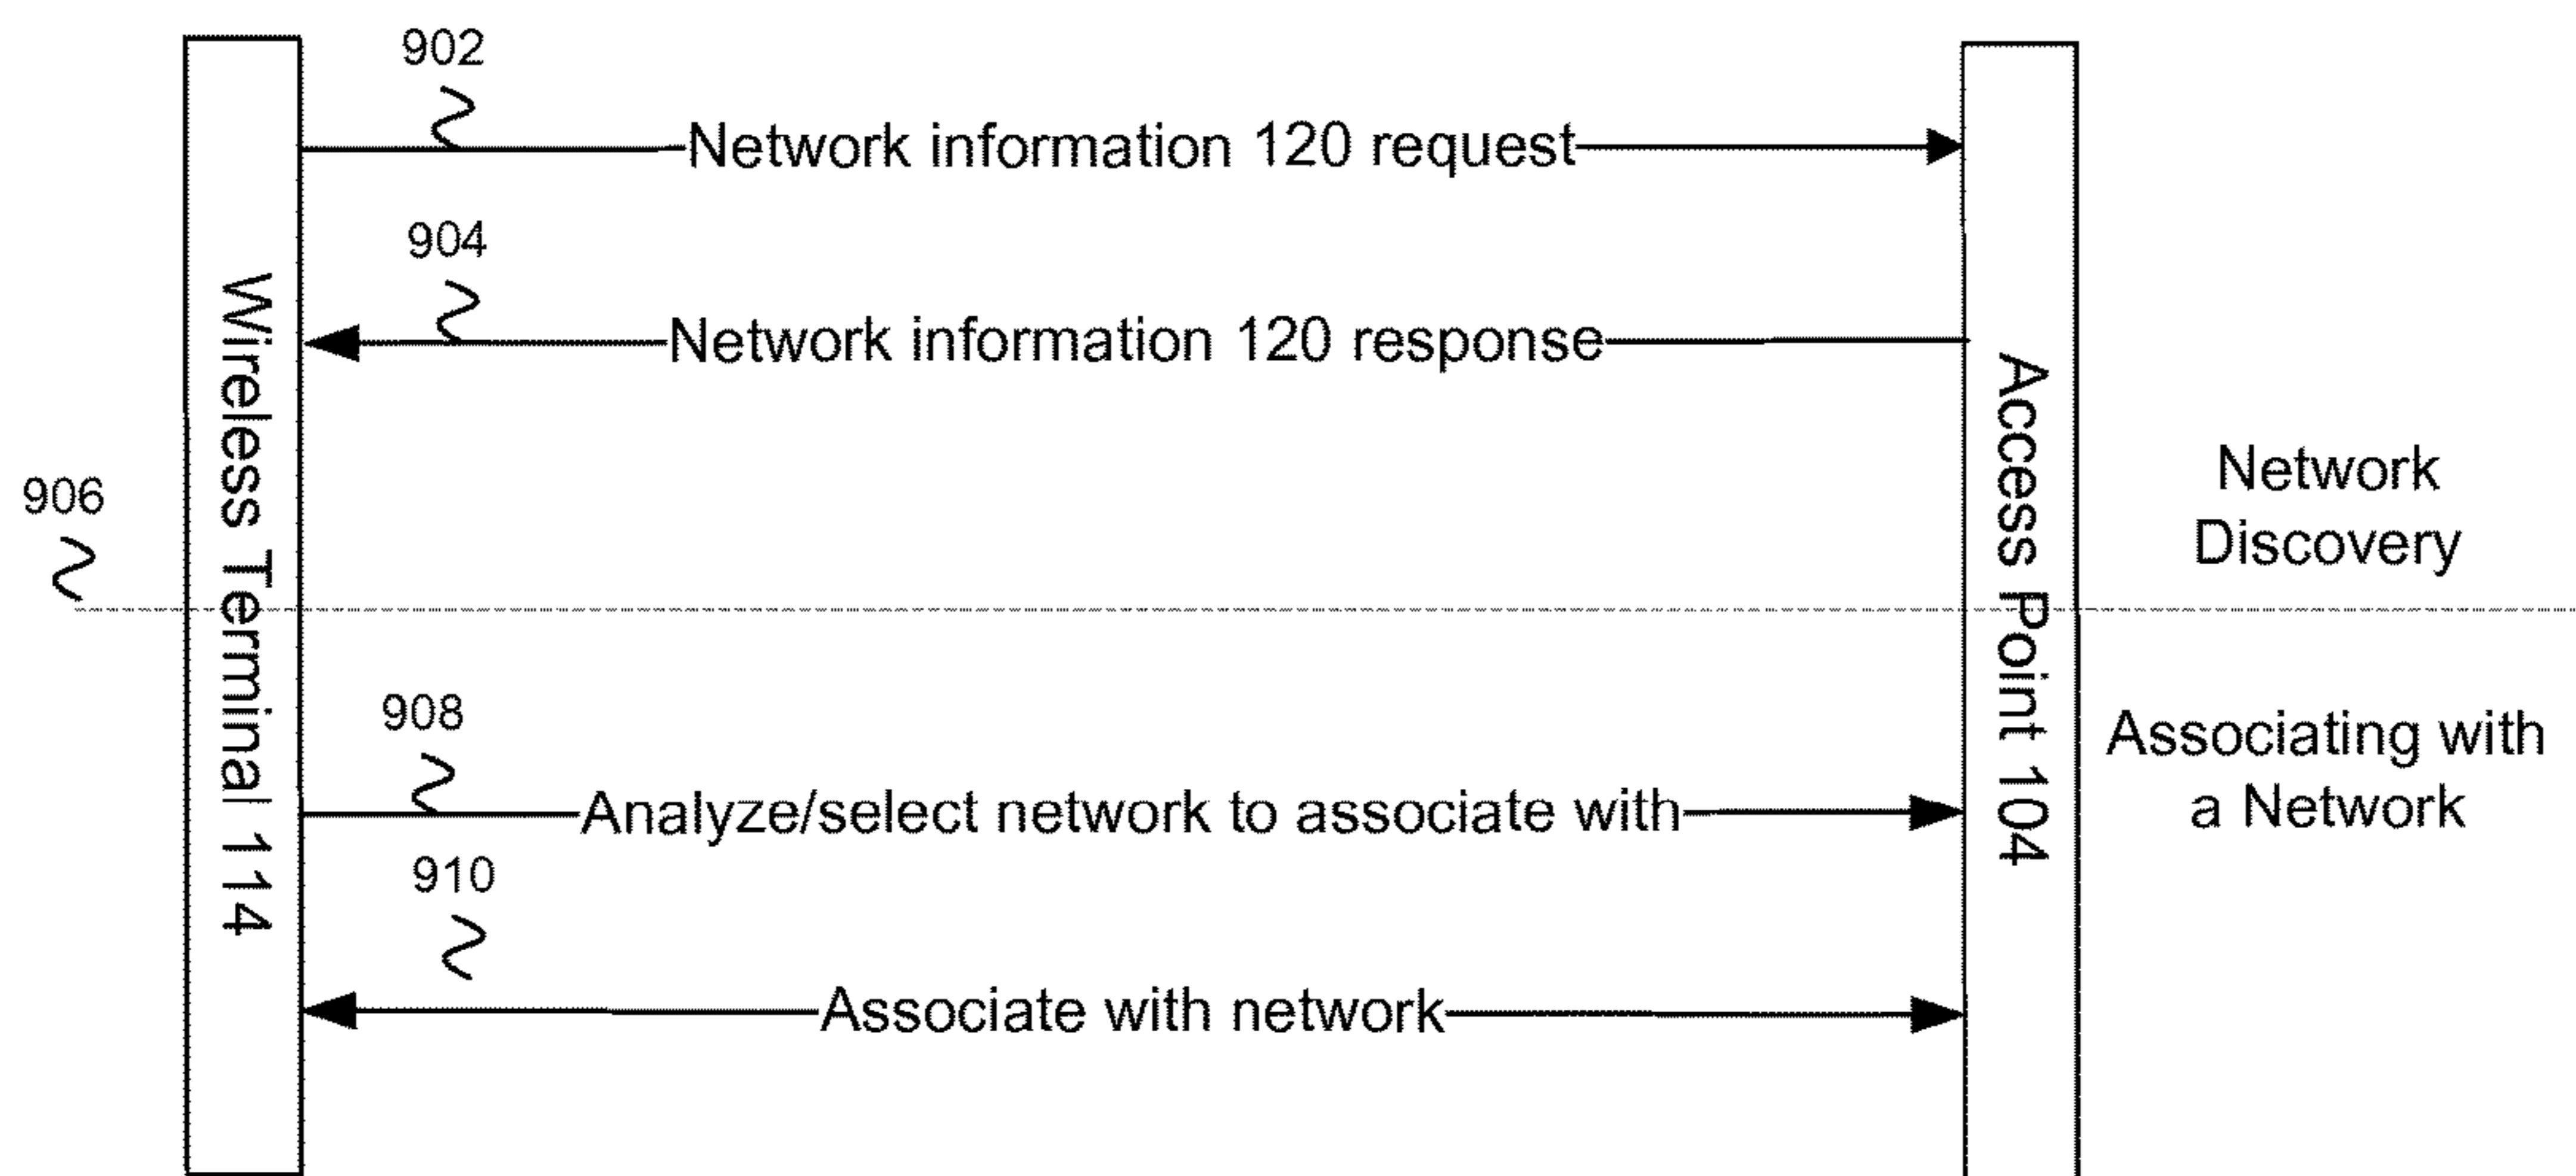 902
Network information 120 request
904
Network information 120 response
Wireless Terminal 114
Access Point 104
906
Network
Discovery
908
Analyze/select network to associate with
Associating with
a Network
910
Associate with network